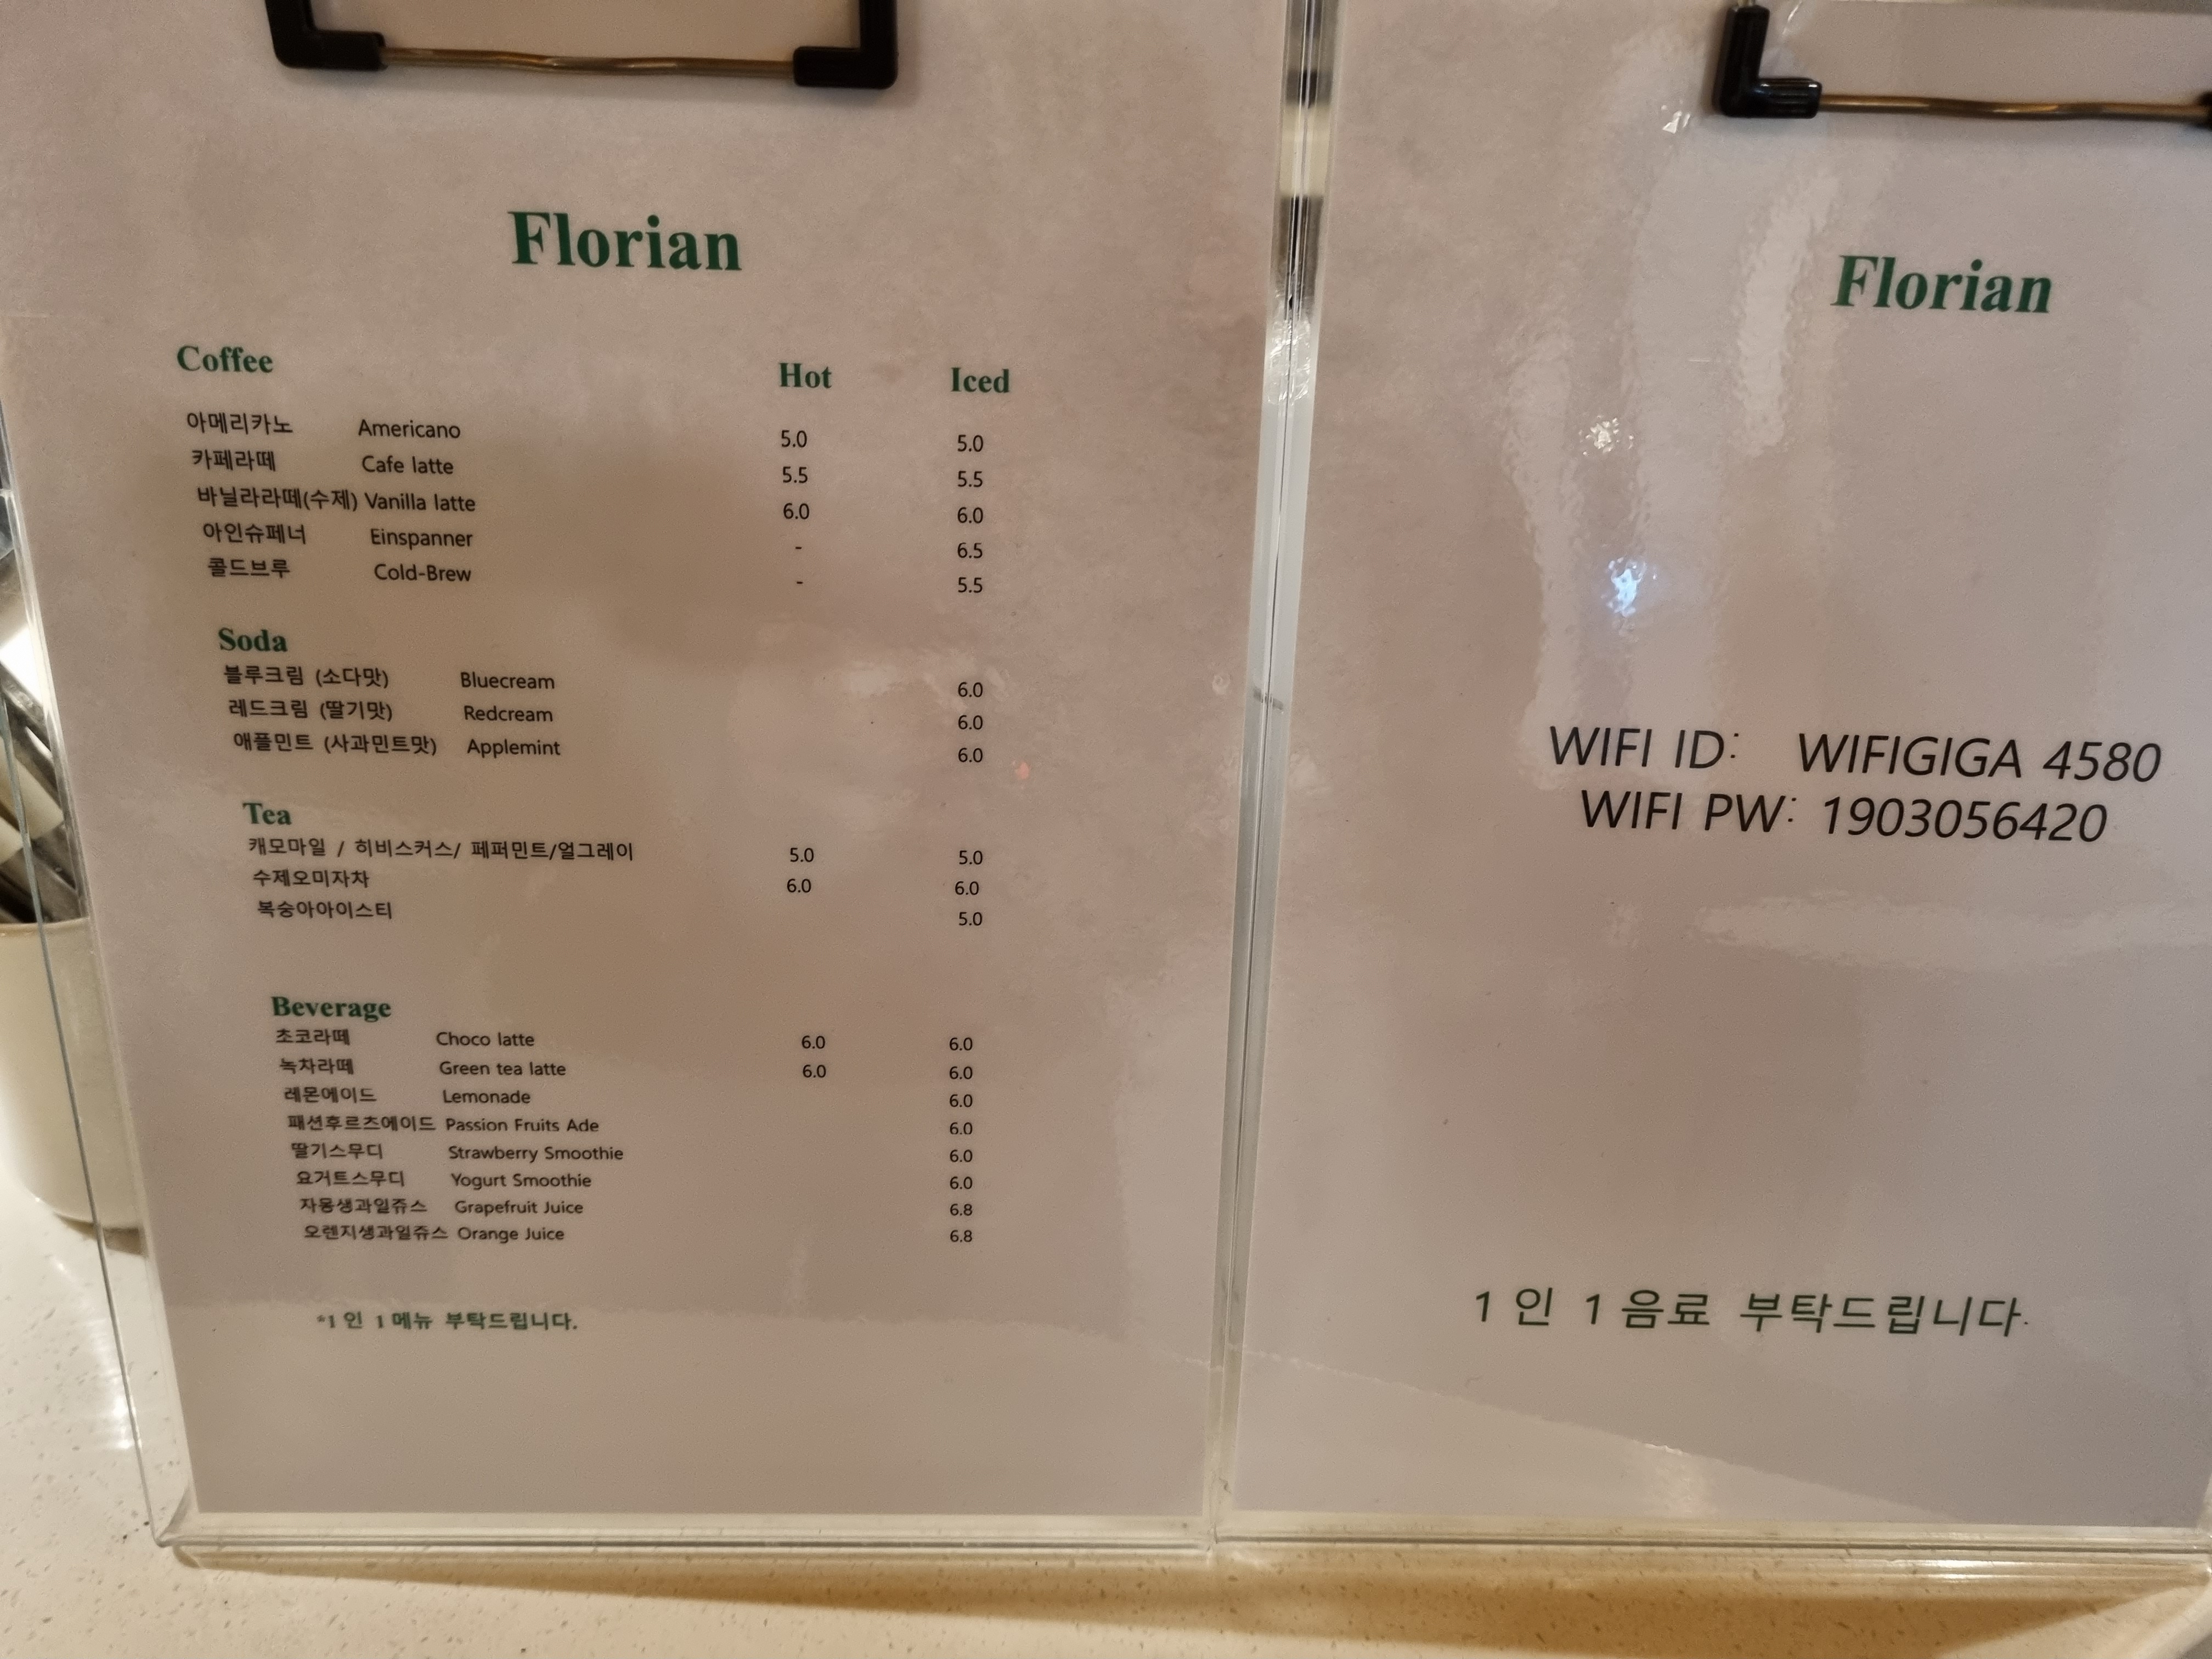 Florian
Coffee Hot Iced
아메리카노 Americano 5.0 5.0
카페라떼 Cafe latte 5.5 5.5
바닐라라떼(수제) Vanilla latte 6.0 6.0
아인슈페너 Einspanner - 6.5
콜드브루 Cold-Brew - 5.5
Soda
블루크림 (소다맛) Bluecream 6.0
레드크림 (딸기맛) Redcream 6.0
애플민트 (사과민트맛) Applemint 6.0
Tea
캐모마일 / 히비스커스/ 페퍼민트/얼그레이 5.0 5.0
수제오미자차 6.0 6.0
복숭아아이스티 5.0
Beverage
초코라떼 Choco latte 6.0 6.0
녹차라떼 Green tea latte 6.0 6.0
레몬에이드 Lemonade 6.0
패션후르츠에이드 Passion Fruits Ade 6.0
딸기스무디 Strawberry Smoothie 6.0
요거트스무디 Yogurt Smoothie 6.0
자몽생과일쥬스 Grapefruit Juice 6.8
오렌지생과일쥬스 Orange Juice 6.8
*1인 1메뉴 부탁드립니다.
Florian
WIFI ID: WIFIGIGA 4580
WIFI PW: 1903056420
1인 1음료 부탁드립니다.